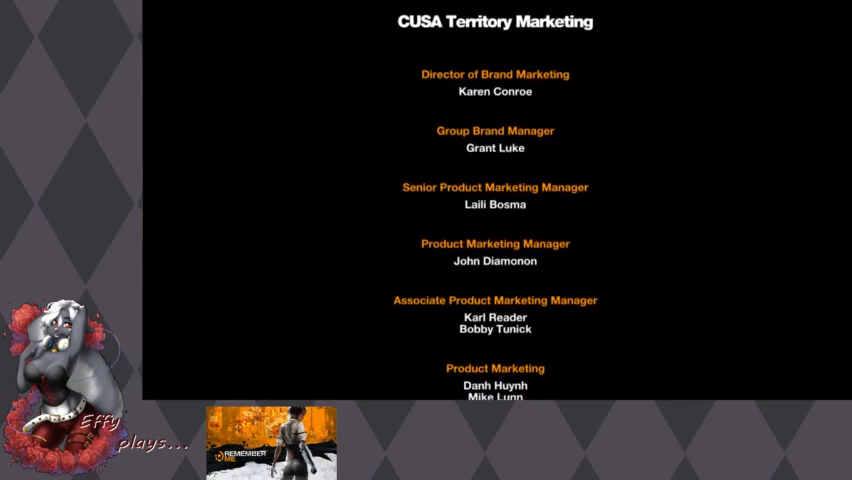 CUSA Territory Marketing
Director of Brand Marketing
Karen Conroe
Group Brand Manager
Grant Luke
Senior Product Marketing Manager
Laili Bosma
Product Marketing Manager
John Diamonon
Associate Product Marketing Manager
Karl Reader
Bobby Tunick
Product Marketing
Danh Huynh
Mike Lunn
Effy
plays...
REMEMBER
ME